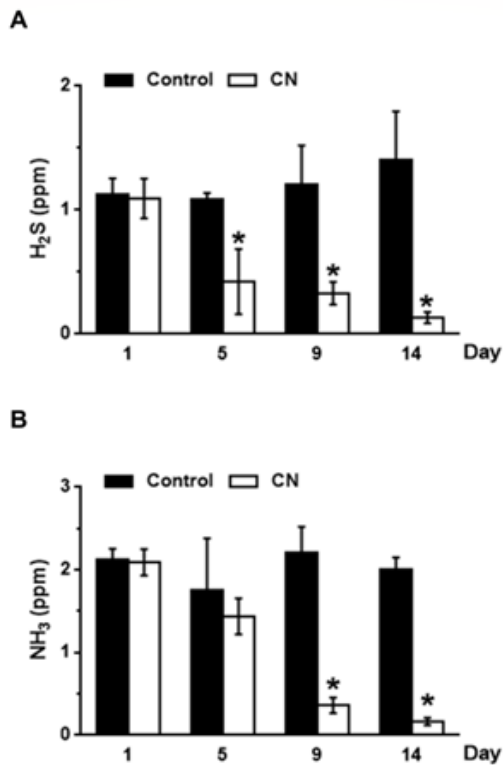 A
Control CN
2
1
0
H₂S (ppm)
* * *
1 5 9 14 Day
B
Control CN
3
2
1
0
NH₃ (ppm)
* *
1 5 9 14 Day